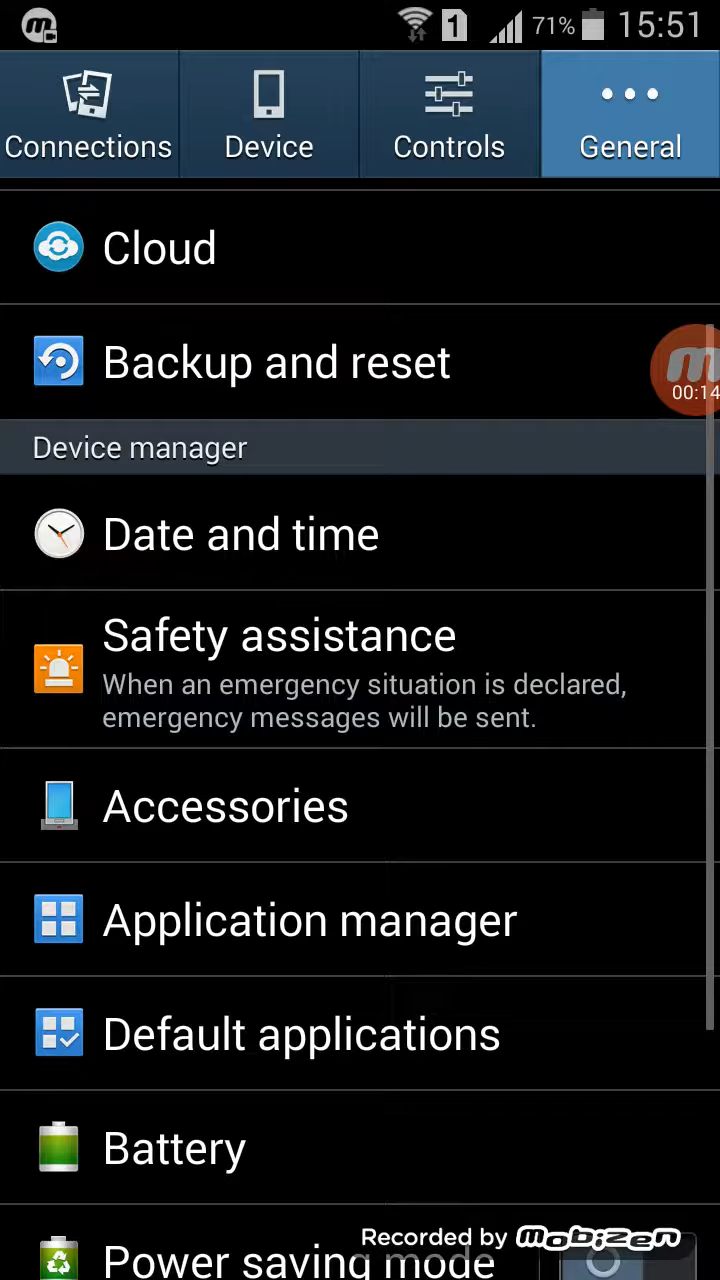 1 71% 15:51
Connections Device Controls General
Cloud
Backup and reset
00:14
Device manager
Date and time
Safety assistance
When an emergency situation is declared,
emergency messages will be sent.
Accessories
Application manager
Default applications
Battery
Recorded by mobizen
Power saving mode